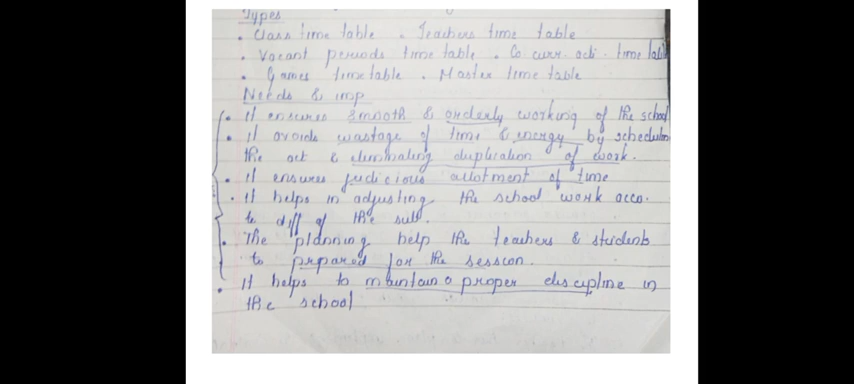 Types
• Class time table • Teachers time table
• Vacant periods time table • Co curr. acti. time table
• Games time table • Master time table
Needs & imp
• It ensures smooth & orderly working of the school
• It avoids wastage of time & energy by schedulin
the act & eliminating duplication of work.
• It ensures judicious allotment of time
• It helps in adjusting the school work acco.
to diff of the sub.
• The planning help the teachers & students
to prepared for the session.
• It helps to maintain a proper discipline in
the school